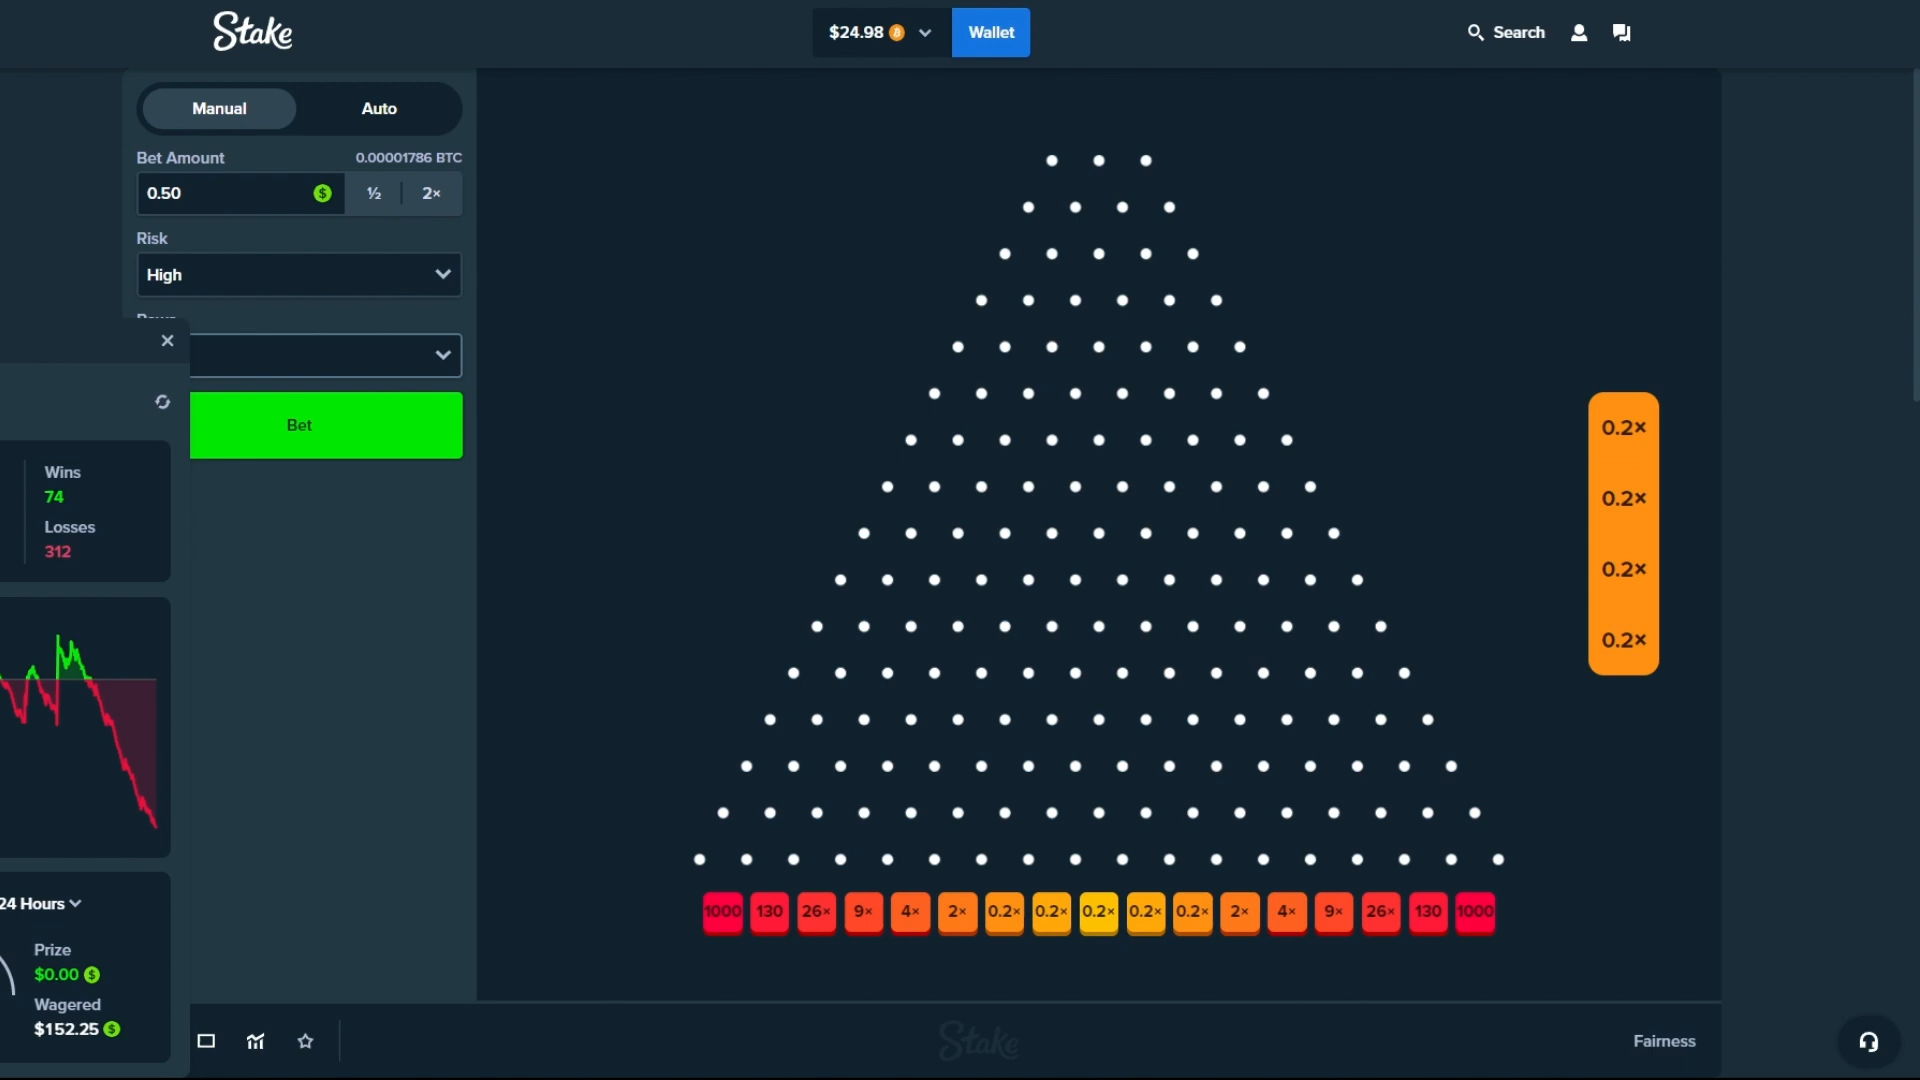 Stake
$24.98
Wallet
Search
Manual
Auto
Bet Amount
0.00001786 BTC
0.50
½
2×
Risk
High
Bet
Wins
74
Losses
312
24 Hours
Prize
$0.00
Wagered
$152.25
0.2×
0.2×
0.2×
0.2×
1000 130 26× 9× 4× 2× 0.2× 0.2× 0.2× 0.2× 0.2× 2× 4× 9× 26× 130 1000
Stake
Fairness